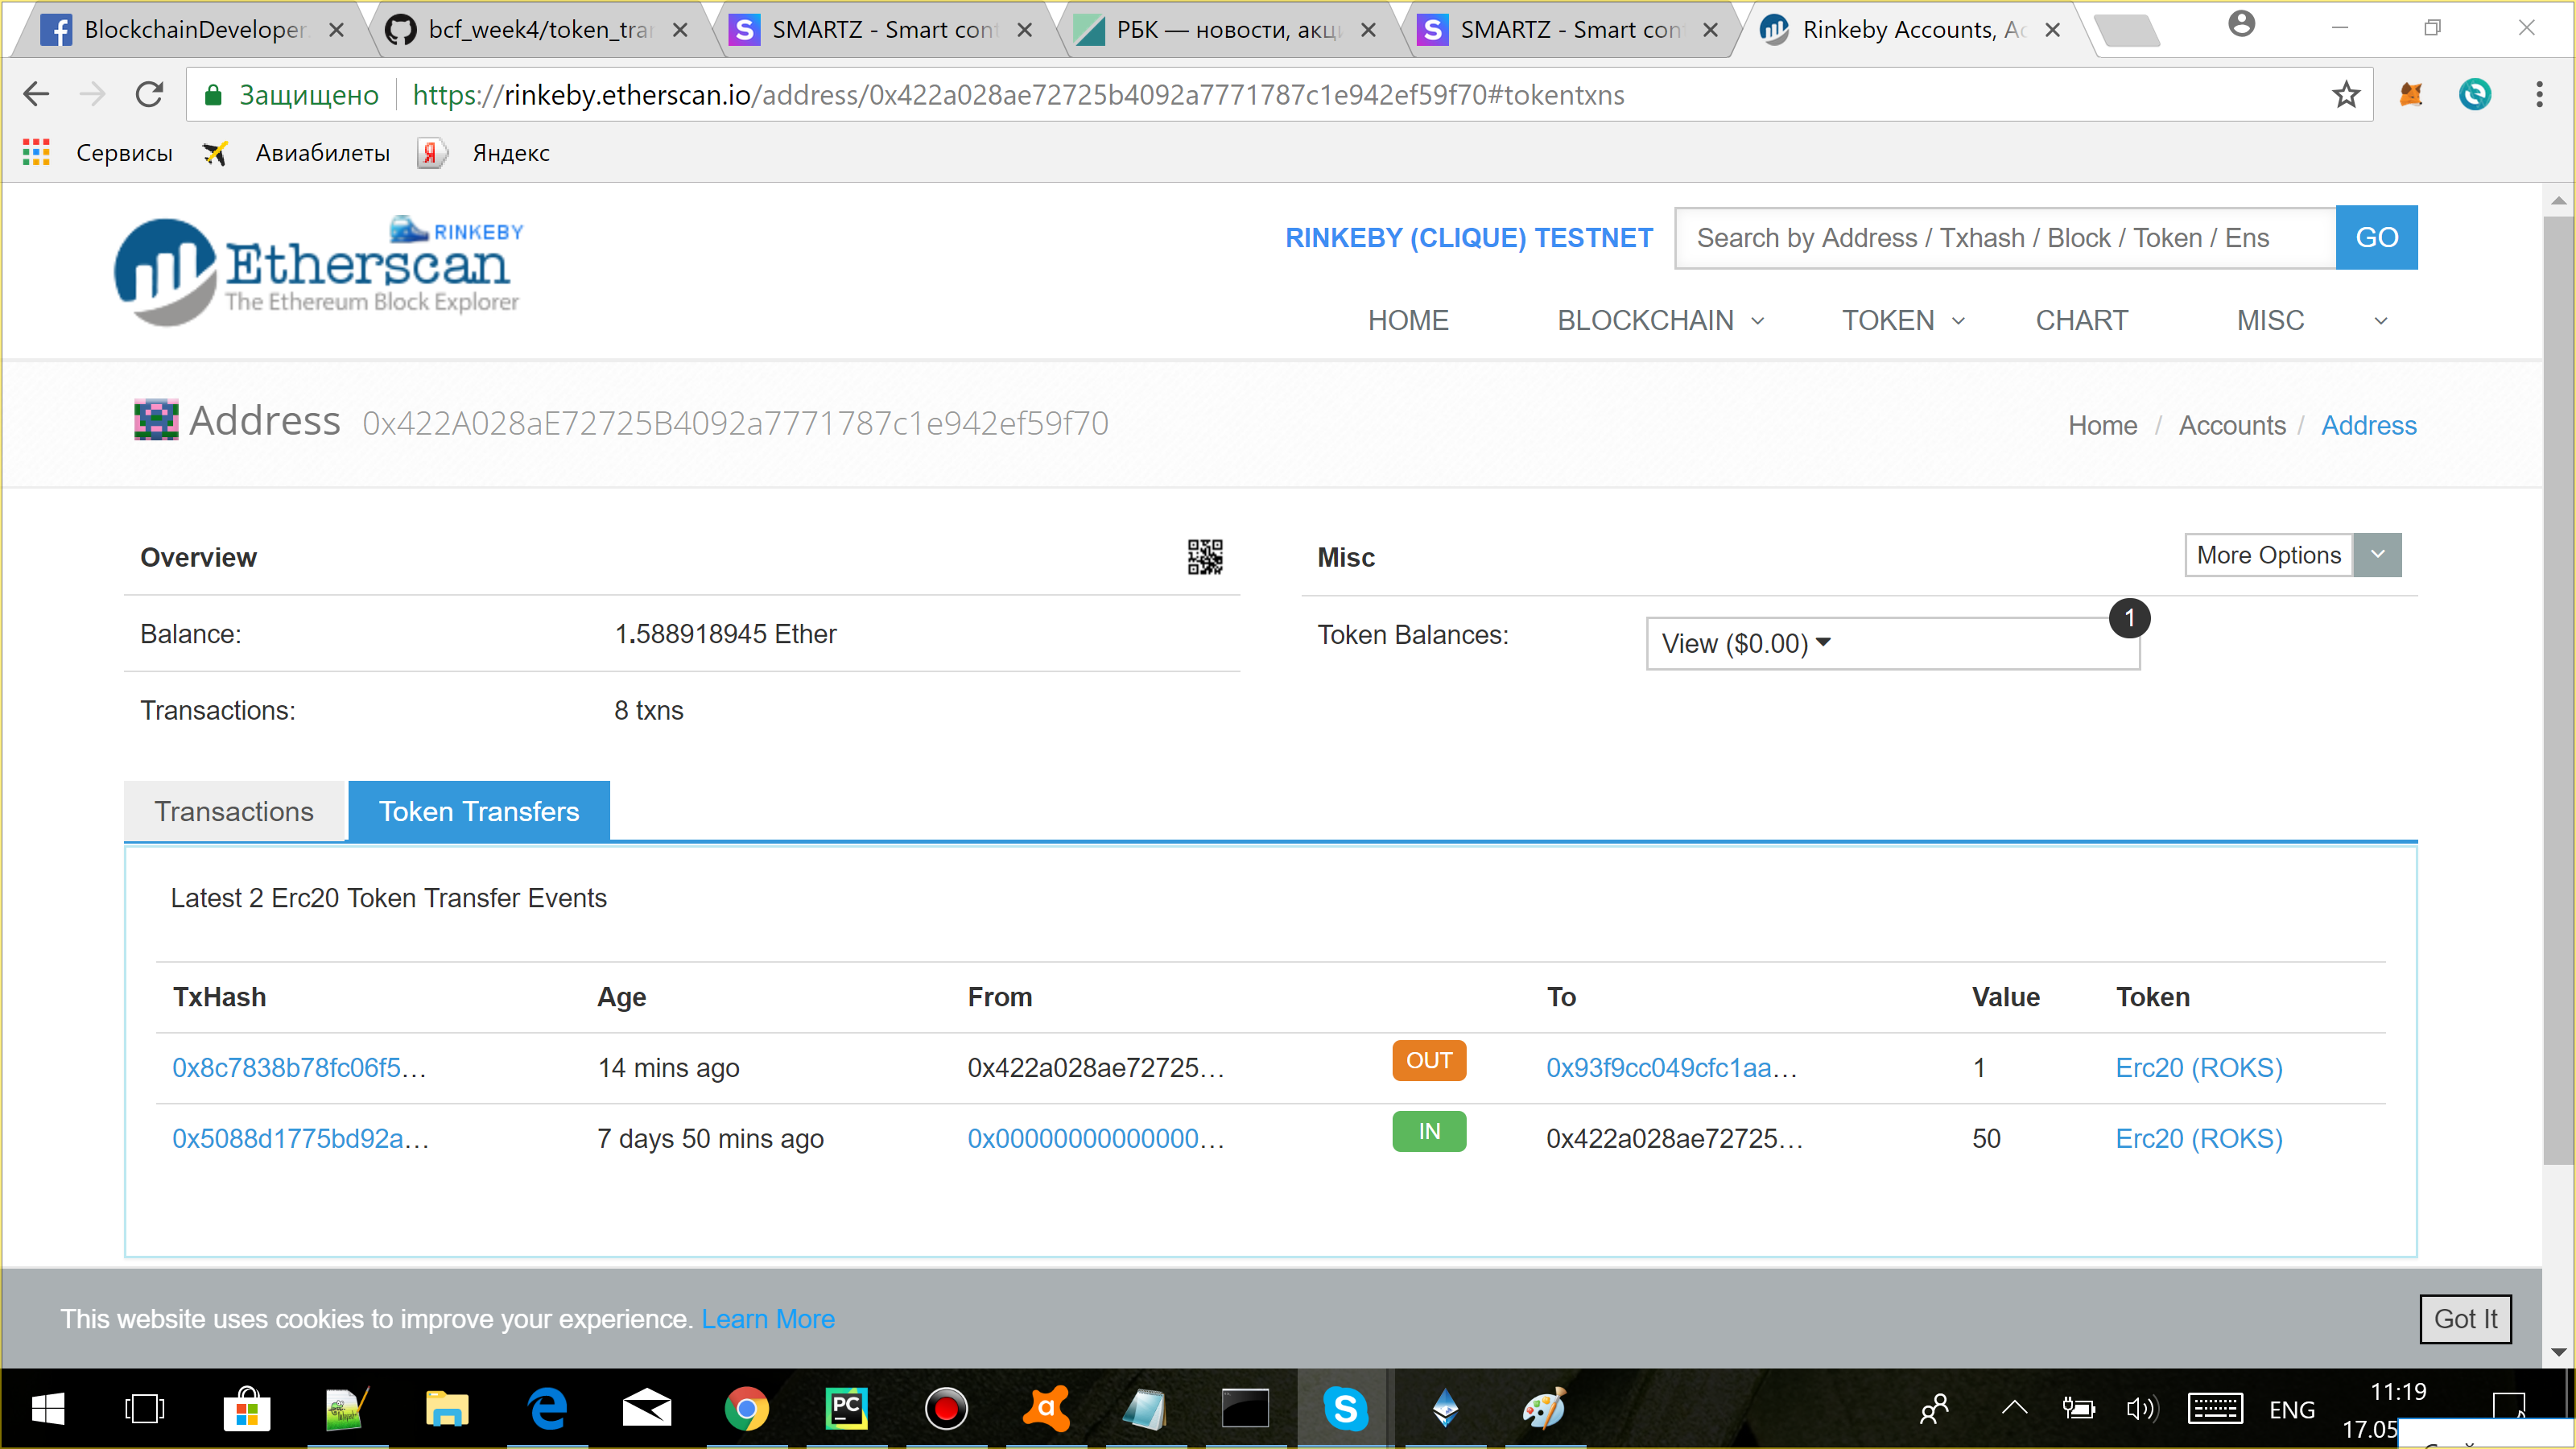 BlockchainDeveloper.
bcf_week4/token_tra
SMARTZ - Smart cont
РБК — новости, акци
SMARTZ - Smart con
Rinkeby Accounts, Ad
Защищено
https://rinkeby.etherscan.io/address/0x422a028ae72725b4092a7771787c1e942ef59f70#tokentxns
Сервисы
Авиабилеты
Яндекс
RINKEBY
Etherscan
The Ethereum Block Explorer
RINKEBY (CLIQUE) TESTNET
Search by Address / Txhash / Block / Token / Ens
GO
HOME
BLOCKCHAIN
TOKEN
CHART
MISC
Address 0x422A028aE72725B4092a7771787c1e942ef59f70
Home / Accounts / Address
Overview
Balance: 1.588918945 Ether
Transactions: 8 txns
Misc
More Options
Token Balances: View ($0.00)
1
Transactions
Token Transfers
Latest 2 Erc20 Token Transfer Events
TxHash Age From To Value Token
0x8c7838b78fc06f5... 14 mins ago 0x422a028ae72725... OUT 0x93f9cc049cfc1aa... 1 Erc20 (ROKS)
0x5088d1775bd92a... 7 days 50 mins ago 0x00000000000000... IN 0x422a028ae72725... 50 Erc20 (ROKS)
This website uses cookies to improve your experience. Learn More
Got It
ENG
11:19
17.05